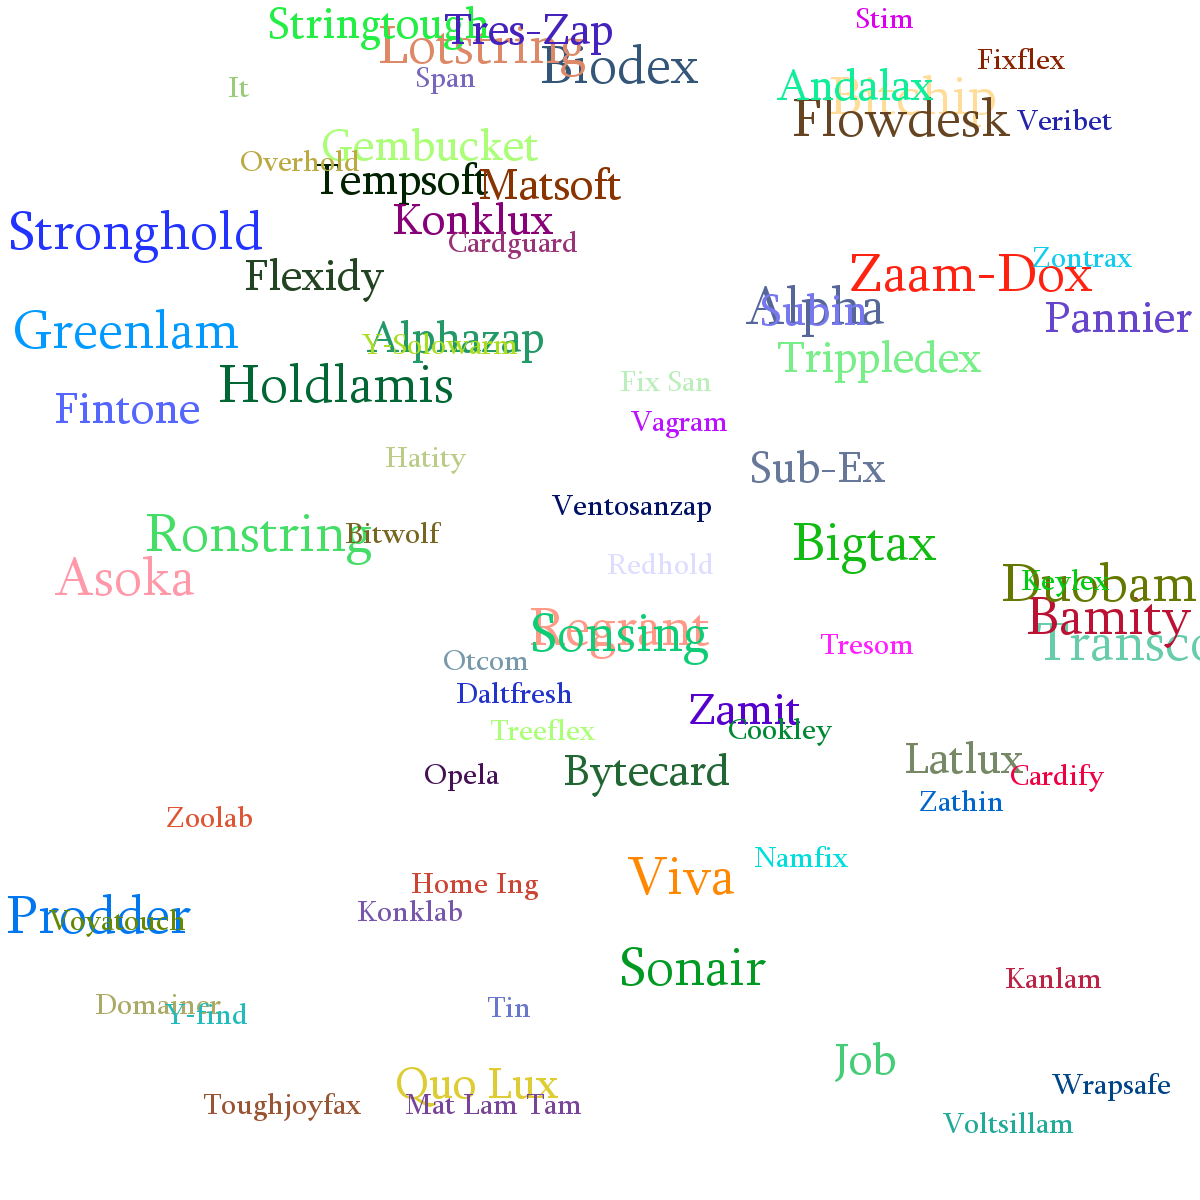 Stim
Stringtough
Tres-Zap
Lotstring
Fixflex
Biodex
Span
Andalax
It
Bitchip
Flowdesk
Veribet
Gembucket
Overhold
Tempsoft
Matsoft
Konklux
Stronghold
Cardguard
Zontrax
Zaam-Dox
Flexidy
Alpha
Subin
Pannier
Greenlam
Alphazap
Y-Solowarm
Trippledex
Fix San
Holdlamis
Fintone
Vagram
Hatity
Sub-Ex
Ventosanzap
Ronstring
Bitwolf
Bigtax
Redhold
Asoka
Keylex
Duobam
Bamity
Regrant
Sonsing
Tresom
Otcom
Daltfresh
Zamit
Treeflex
Cookley
Latlux
Bytecard
Opela
Cardify
Zathin
Zoolab
Namfix
Viva
Home Ing
Konklab
Prodder
Voyatouch
Sonair
Kanlam
Domainer
Y-find
Tin
Job
Quo Lux
Wrapsafe
Toughjoyfax
Mat Lam Tam
Voltsillam